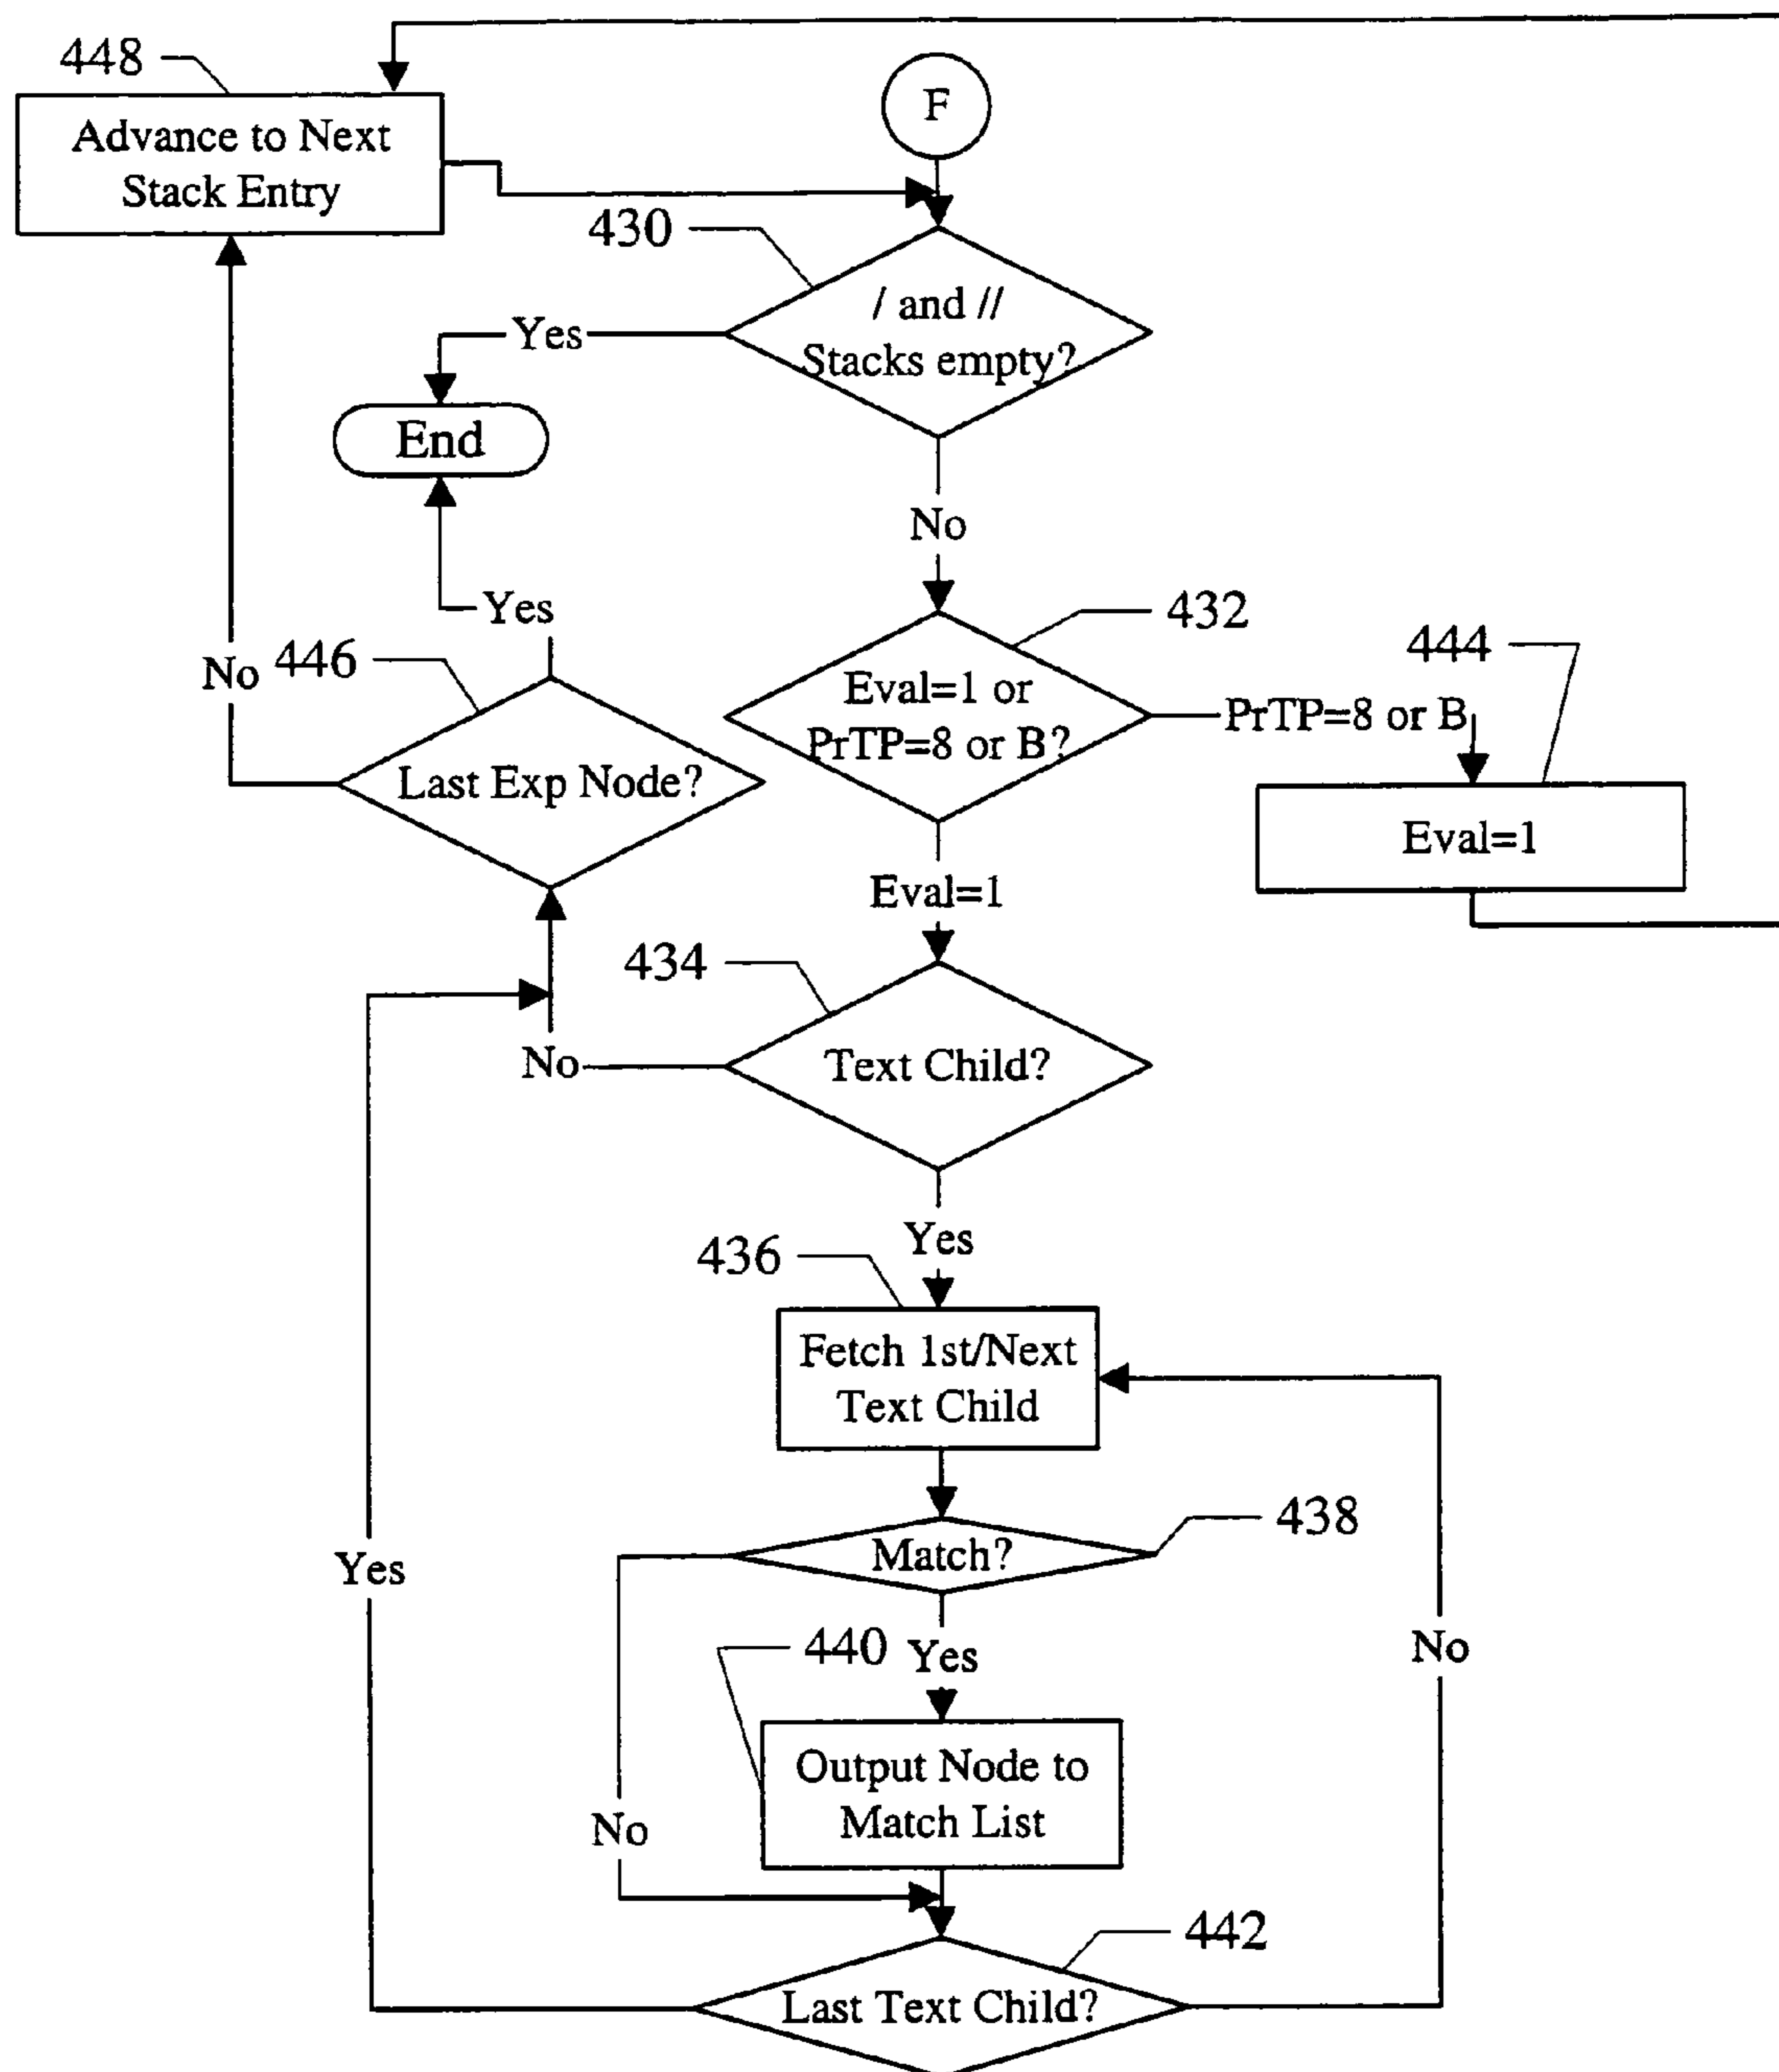 448
Advance to Next
Stack Entry
F
430
/ and //
Stacks empty?
Yes
End
No
Yes
432
444
No
446
Eval=1 or
PrTP=8 or B?
PrTP=8 or B
Last Exp Node?
Eval=1
Eval=1
434
No
Text Child?
Yes
436
Fetch 1st/Next
Text Child
438
Match?
Yes
440
Yes
No
Output Node to
Match List
No
442
Last Text Child?